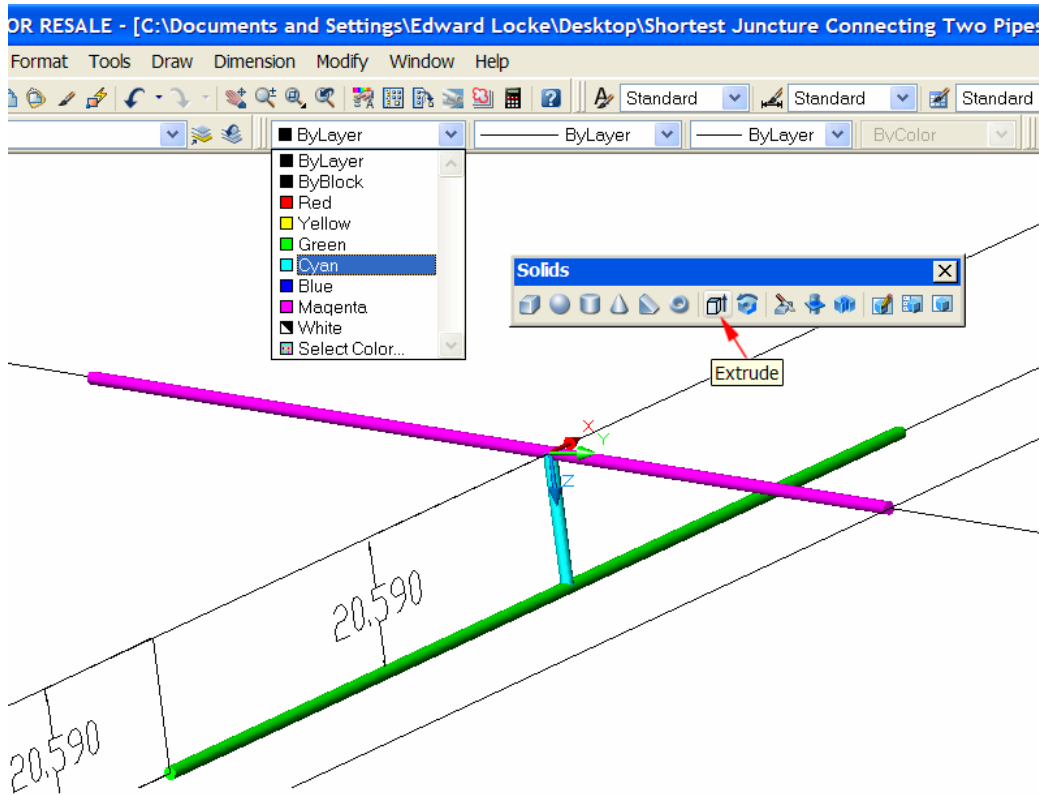 OR RESALE - [C:\Documents and Settings\Edward Locke\Desktop\Shortest Juncture Connecting Two Pipes
Format Tools Draw Dimension Modify Window Help
Standard Standard Standard
ByLayer ByLayer ByLayer ByColor
ByLayer
ByBlock
Red
Yellow
Green
Cyan
Blue
Magenta
White
Select Color...
Solids
Extrude
X
Y
Z
20.590
20.590